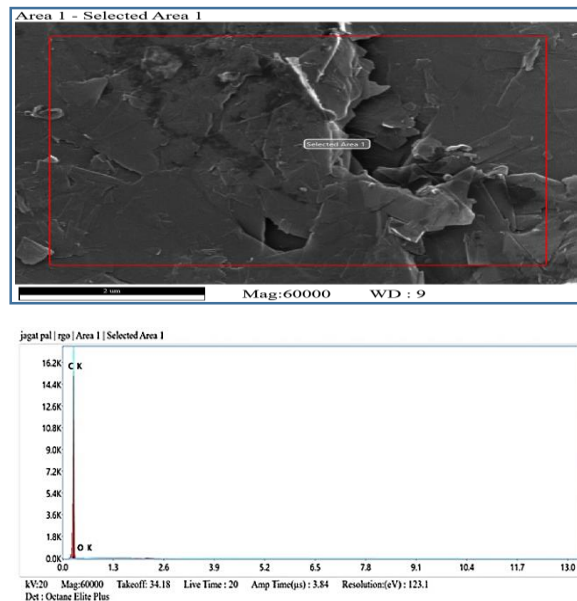 Area 1 - Selected Area 1
Selected Area 1
2 um
Mag:60000 WD : 9
jagat pal | rgo | Area 1 | Selected Area 1
16.2K
14.4K
12.6K
10.8K
9.0K
7.2K
5.4K
3.6K
1.8K
0.0K
C K
O K
0.0 1.3 2.6 3.9 5.2 6.5 7.8 9.1 10.4 11.7 13.0
kV:20 Mag:60000 Takeoff: 34.18 Live Time : 20 Amp Time(µs) : 3.84 Resolution:(eV) : 123.1
Det : Octane Elite Plus